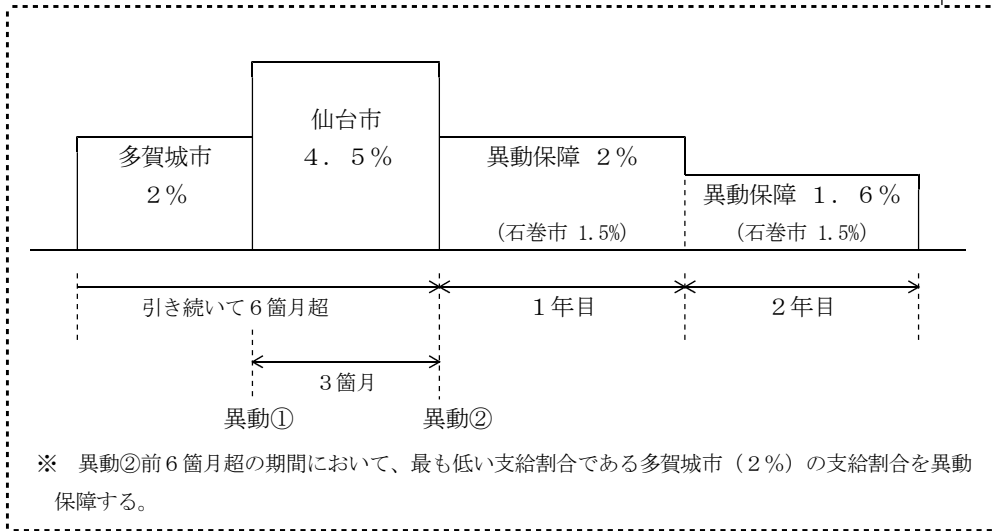 仙台市
４．５％
多賀城市
２％
異動保障 ２％
(石巻市 1.5%)
異動保障 １．６％
(石巻市 1.5%)
引き続いて６箇月超
１年目
２年目
３箇月
異動①
異動②
※　異動②前６箇月超の期間において、最も低い支給割合である多賀城市（２％）の支給割合を異動
保障する。